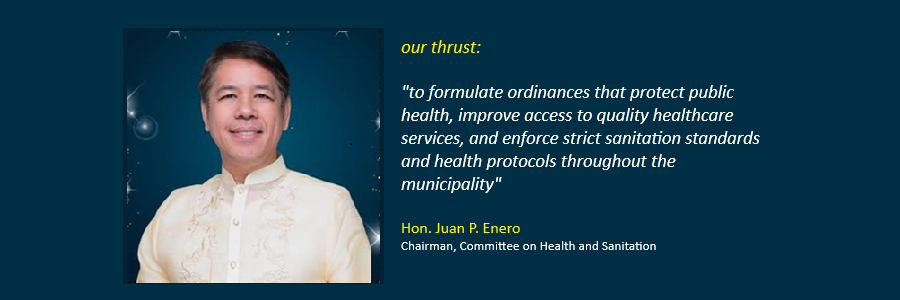 our thrust:
"to formulate ordinances that protect public
health, improve access to quality healthcare
services, and enforce strict sanitation standards
and health protocols throughout the
municipality"
Hon. Juan P. Enero
Chairman, Committee on Health and Sanitation